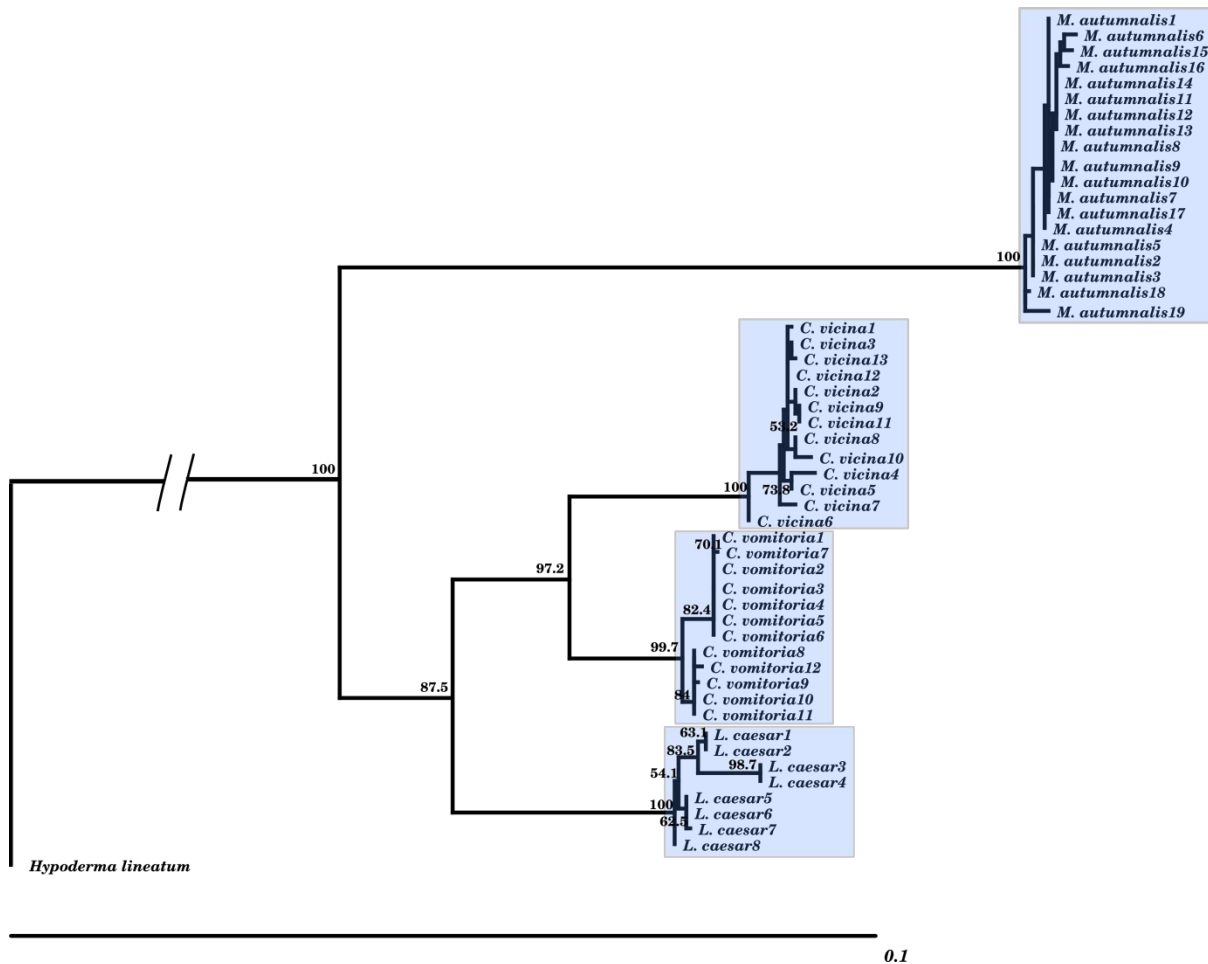 M. autumnalis1
M. autumnalis6
M. autumnalis15
M. autumnalis16
M. autumnalis14
M. autumnalis11
M. autumnalis12
M. autumnalis13
M. autumnalis8
M. autumnalis9
M. autumnalis10
M. autumnalis7
M. autumnalis17
M. autumnalis4
M. autumnalis5
100
M. autumnalis2
M. autumnalis3
M. autumnalis18
M. autumnalis19
C. vicina1
C. vicina3
C. vicina13
C. vicina12
C. vicina2
C. vicina9
53.2
C. vicina11
C. vicina8
C. vicina10
100
C. vicina4
100
73.8
C. vicina5
C. vicina7
C. vicina6
C. vomitoria1
70.1
C. vomitoria7
97.2
C. vomitoria2
C. vomitoria3
82.4
C. vomitoria4
C. vomitoria5
C. vomitoria6
99.7
C. vomitoria8
C. vomitoria12
87.5
C. vomitoria9
84
C. vomitoria10
C. vomitoria11
63.1
L. caesar1
83.5
L. caesar2
98.7
L. caesar3
54.1
L. caesar4
L. caesar5
100
L. caesar6
62.5
L. caesar7
L. caesar8
Hypoderma lineatum
0.1